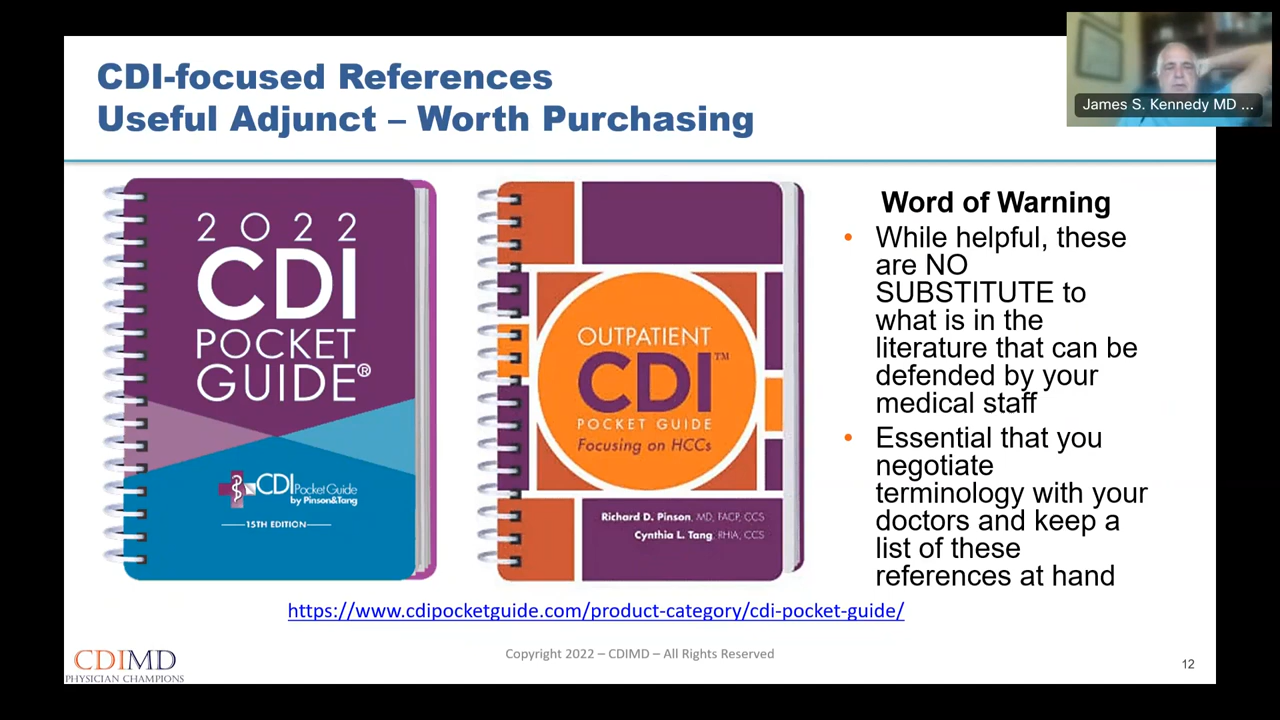 CDI-focused References
Useful Adjunct – Worth Purchasing
James S. Kennedy MD ...
2022
CDI
POCKET
GUIDE®
CDI Pocket Guide
by Pinson&Tang
15TH EDITION
OUTPATIENT
CDI™
POCKET GUIDE
Focusing on HCCs
Richard D. Pinson, MD, FACP, CCS
Cynthia L. Tang, RHIA, CCS
Word of Warning
• While helpful, these
are NO
SUBSTITUTE to
what is in the
literature that can be
defended by your
medical staff
• Essential that you
negotiate
terminology with your
doctors and keep a
list of these
references at hand
https://www.cdipocketguide.com/product-category/cdi-pocket-guide/
CDIMD
PHYSICIAN CHAMPIONS
Copyright 2022 – CDIMD – All Rights Reserved
12